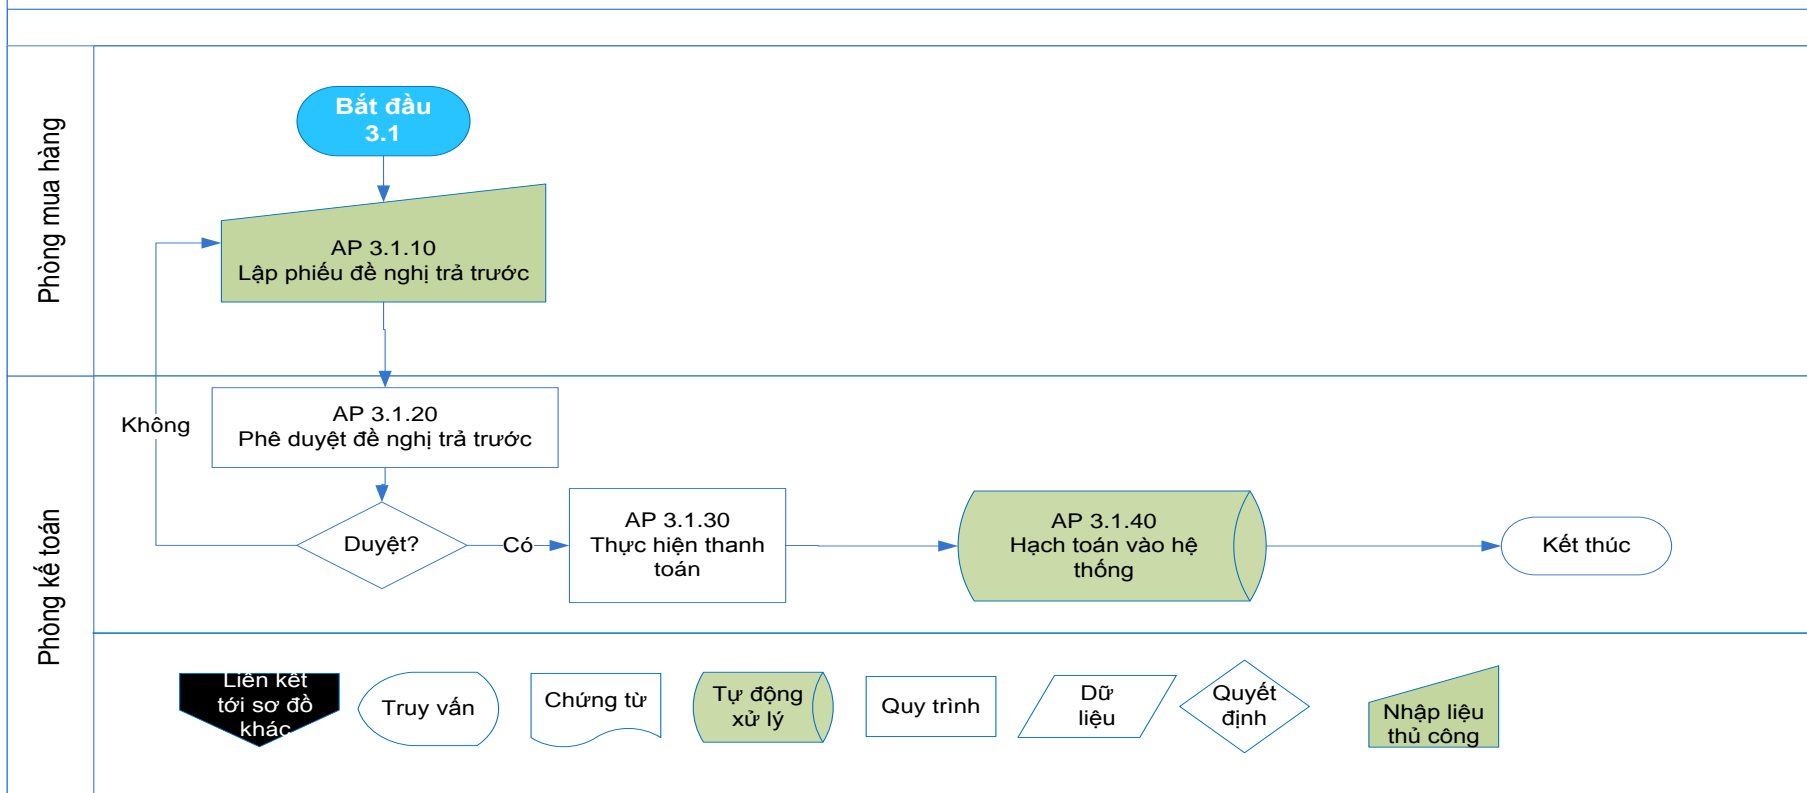 Phòng mua hàng
Bắt đầu
3.1
AP 3.1.10
Lập phiếu đề nghị trả trước
Phòng kế toán
Không
AP 3.1.20
Phê duyệt đề nghị trả trước
Duyệt?
Có
AP 3.1.30
Thực hiện thanh
toán
AP 3.1.40
Hạch toán vào hệ
thống
Kết thúc
Liên kết
tới sơ đồ
khác
Truy vấn
Chứng từ
Tự động
xử lý
Quy trình
Dữ
liệu
Quyết
định
Nhập liệu
thủ công